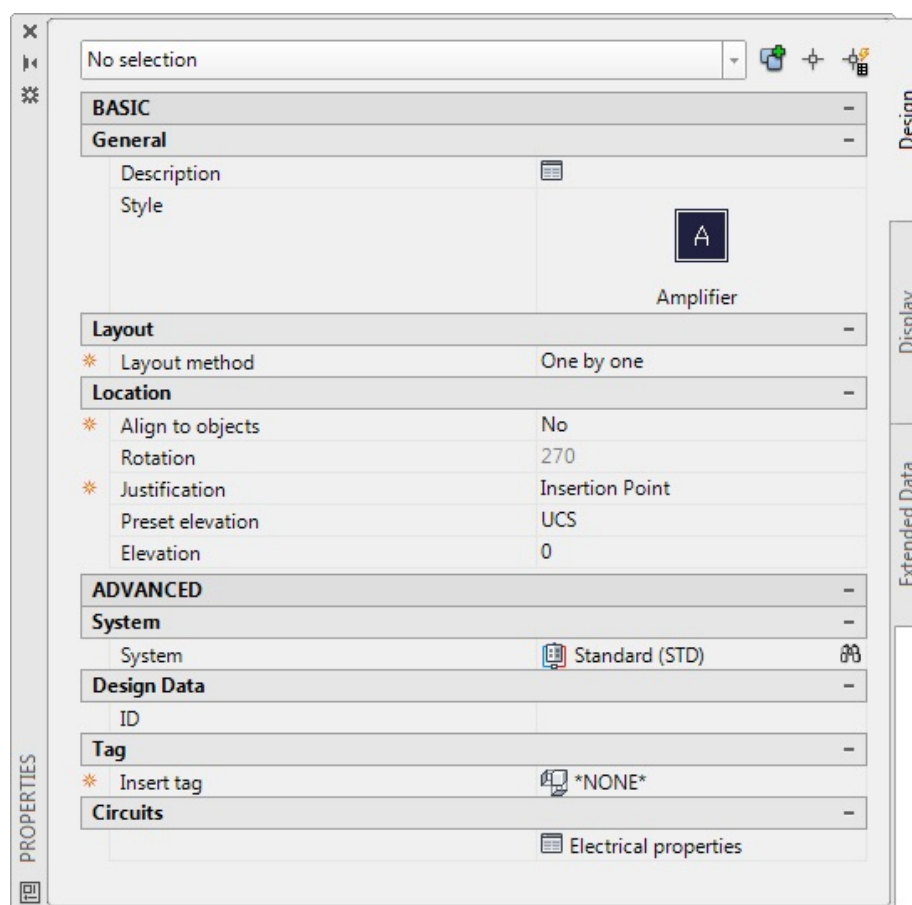 No selection
BASIC
General
Description
Style
A
Amplifier
Layout
Layout method One by one
Location
Align to objects No
Rotation 270
Justification Insertion Point
Preset elevation UCS
Elevation 0
ADVANCED
System
System Standard (STD)
Design Data
ID
Tag
Insert tag *NONE*
Circuits
Electrical properties
PROPERTIES
Design
Display
Extended Data